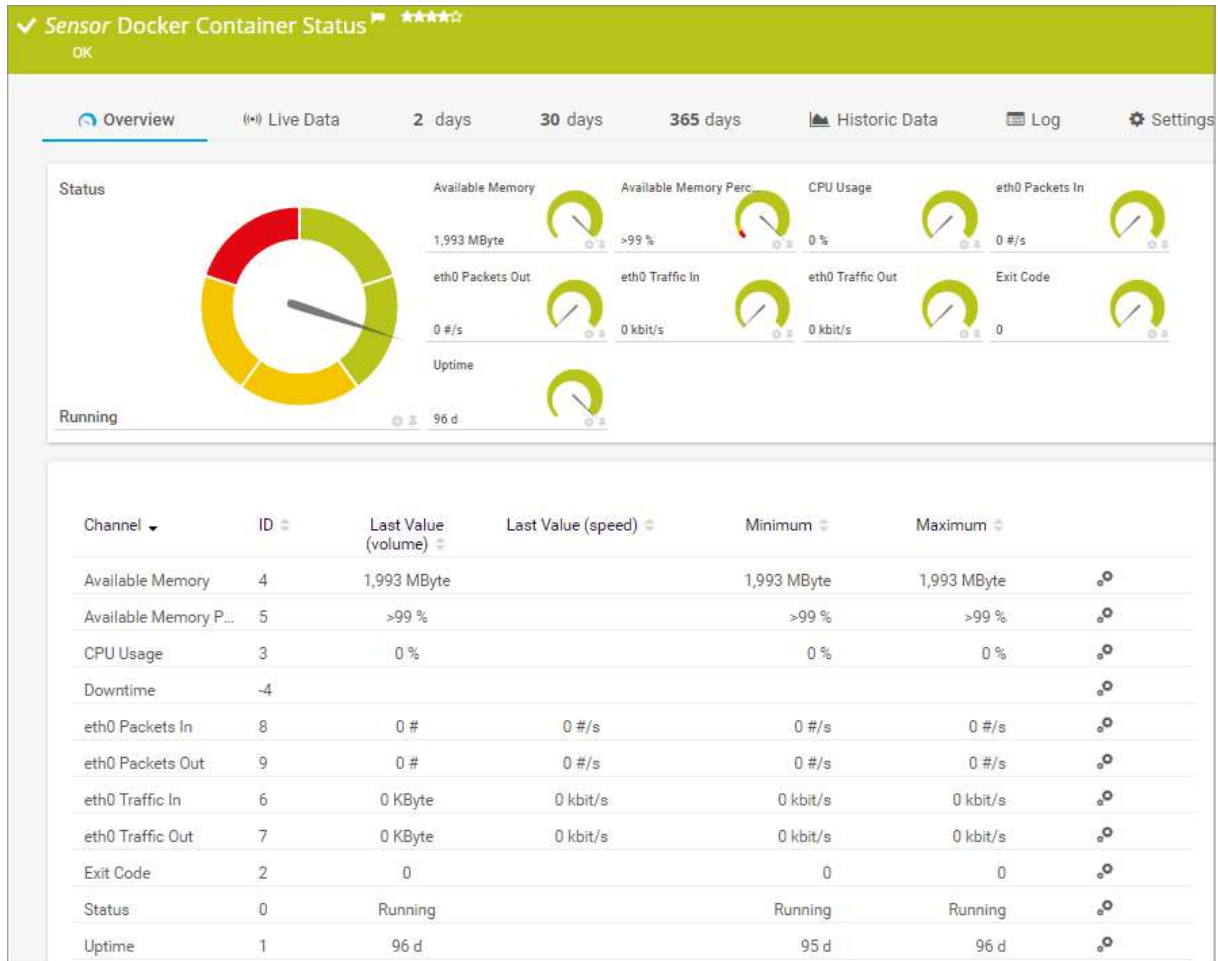 Sensor Docker Container Status
OK
Overview Live Data 2 days 30 days 365 days Historic Data Log Settings
Status
Running
Available Memory Available Memory Perc... CPU Usage eth0 Packets In
1,993 MByte >99 % 0 % 0 #/s
eth0 Packets Out eth0 Traffic In eth0 Traffic Out Exit Code
0 #/s 0 kbit/s 0 kbit/s 0
Uptime
96 d
Channel ID Last Value (volume) Last Value (speed) Minimum Maximum
Available Memory 4 1,993 MByte 1,993 MByte 1,993 MByte
Available Memory P... 5 >99 % >99 % >99 %
CPU Usage 3 0 % 0 % 0 %
Downtime -4
eth0 Packets In 8 0 # 0 #/s 0 #/s 0 #/s
eth0 Packets Out 9 0 # 0 #/s 0 #/s 0 #/s
eth0 Traffic In 6 0 KByte 0 kbit/s 0 kbit/s 0 kbit/s
eth0 Traffic Out 7 0 KByte 0 kbit/s 0 kbit/s 0 kbit/s
Exit Code 2 0 0 0
Status 0 Running Running Running
Uptime 1 96 d 95 d 96 d